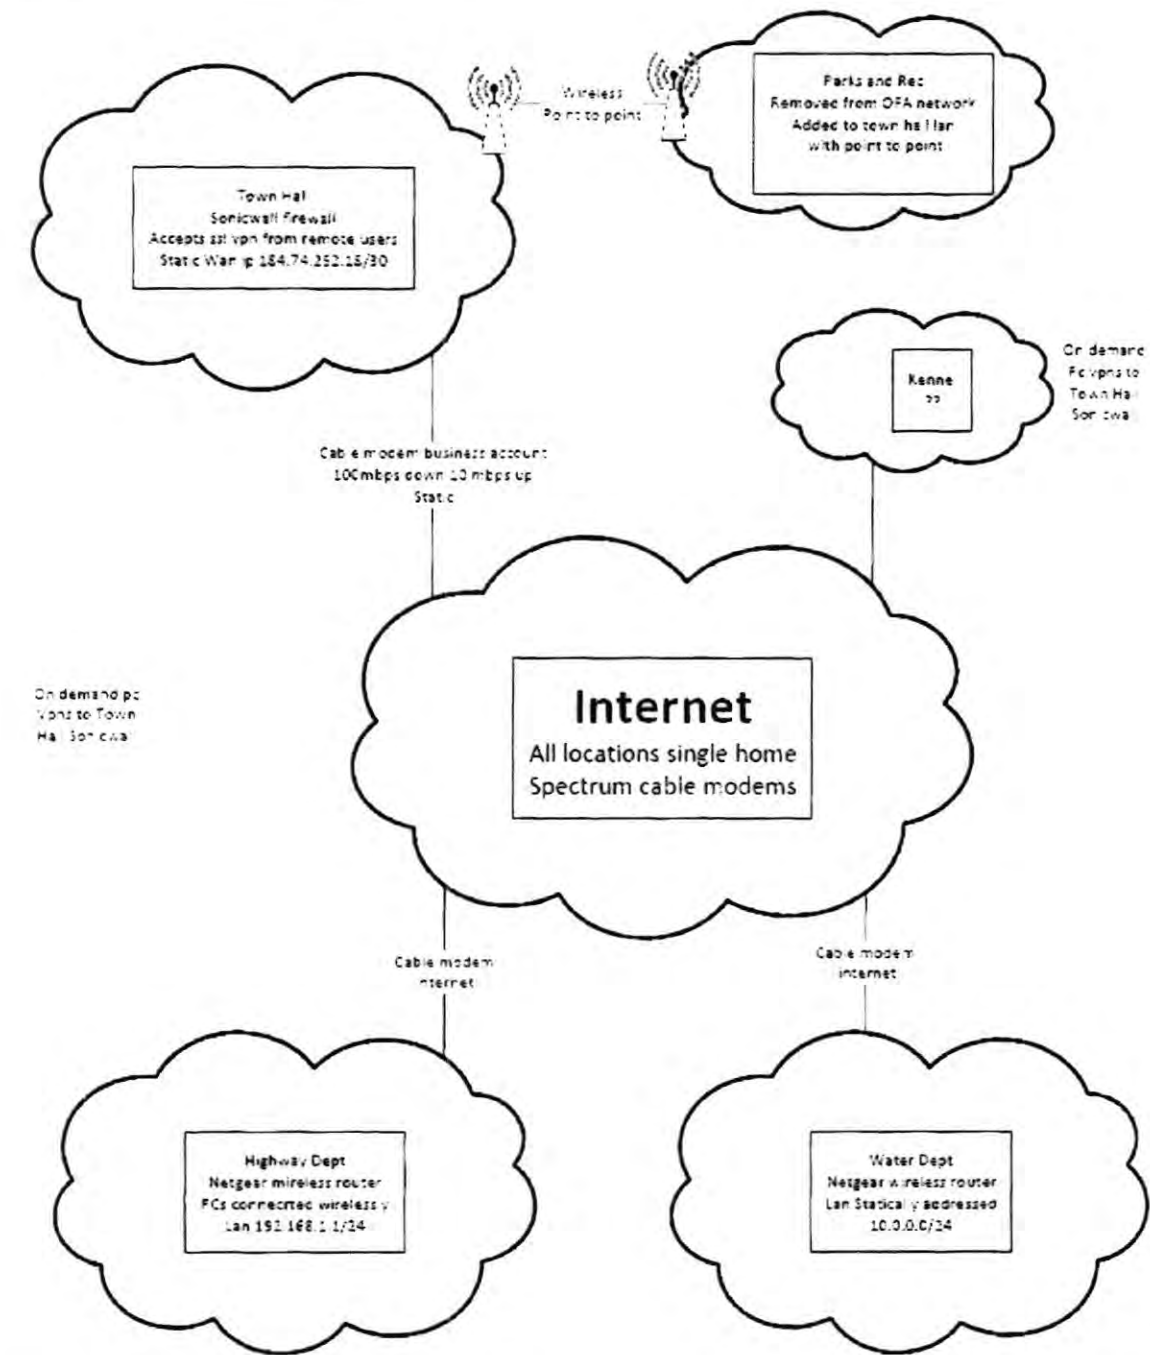 Wireless
Point to point
Parks and Rec
Removed from OFA network
Added to town hall lan
with point to point
Town Hall
Sonicwall firewall
Accepts ssl vpn from remote users
Static Wan ip 184.74.252.18/30
On demand
Pc vpns to
Town Hall
Sonicwall
Kenne
??
Cable modem business account
100mbps down 10 mbps up
Static
Internet
All locations single home
Spectrum cable modems
On demand pc
Vpns to Town
Hall Sonicwall
Cable modem
internet
Cable modem
internet
Highway Dept
Netgear mireless router
PCs connecrted wirelessly
Lan 192.168.1.1/24
Water Dept
Netgear wireless router
Lan Statically addressed
10.0.0.0/24